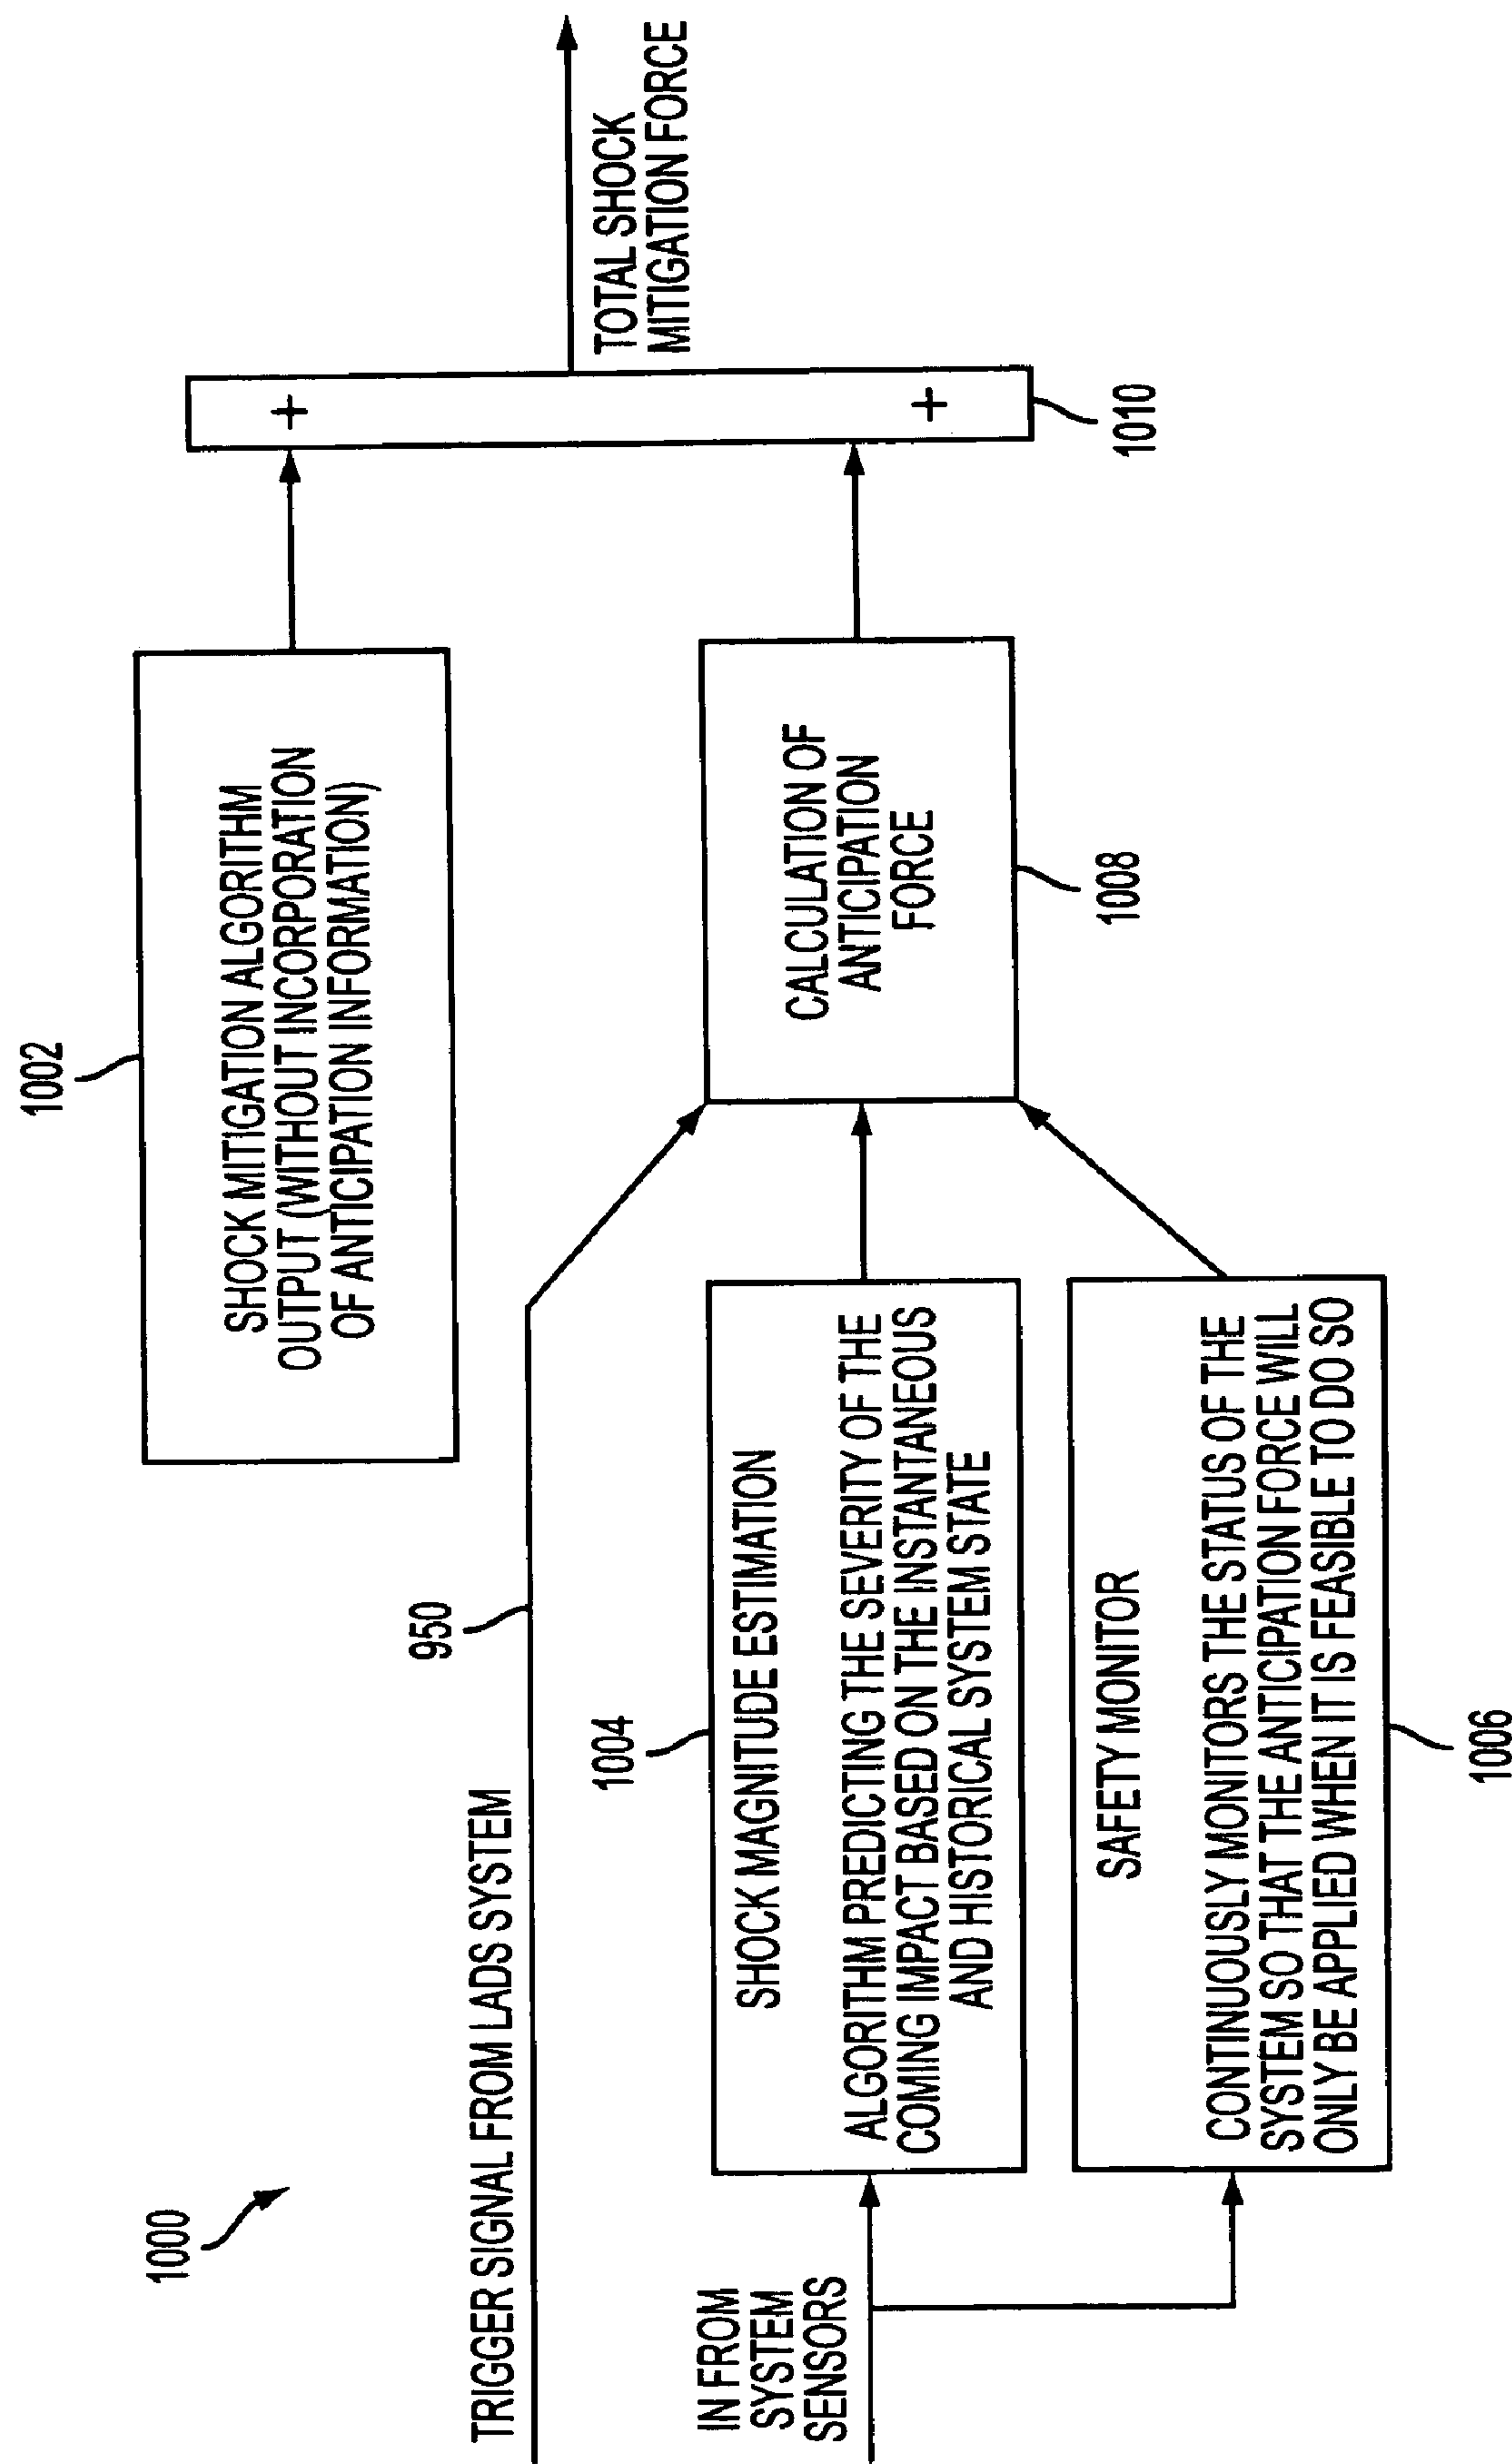 1000
1002
SHOCK MITIGATION ALGORITHM
OUTPUT (WITHOUT INCORPORATION
OF ANTICIPATION INFORMATION)
+
+
1010
TOTAL SHOCK
MITIGATION FORCE
TRIGGER SIGNAL FROM LADS SYSTEM
950
IN FROM
SYSTEM
SENSORS
1004
SHOCK MAGNITUDE ESTIMATION
ALGORITHM PREDICTING THE SEVERITY OF THE
COMING IMPACT BASED ON THE INSTANTANEOUS
AND HISTORICAL SYSTEM STATE
CALCULATION OF
ANTICIPATION
FORCE
1008
SAFETY MONITOR
CONTINUOUSLY MONITORS THE STATUS OF THE
SYSTEM SO THAT THE ANTICIPATION FORCE WILL
ONLY BE APPLIED WHEN IT IS FEASIBLE TO DO SO
1006